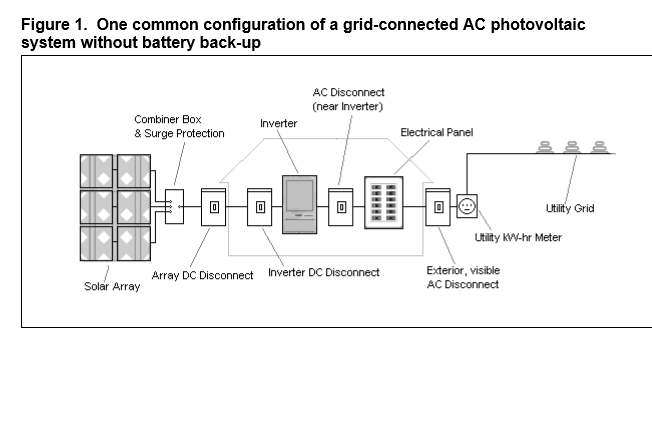 Figure 1.  One common configuration of a grid-connected AC photovoltaic
system without battery back-up
AC Disconnect
(near Inverter)
Combiner Box
& Surge Protection
Inverter
Electrical Panel
Utility Grid
Utility kW-hr Meter
Array DC Disconnect
Inverter DC Disconnect
Exterior, visible
AC Disconnect
Solar Array